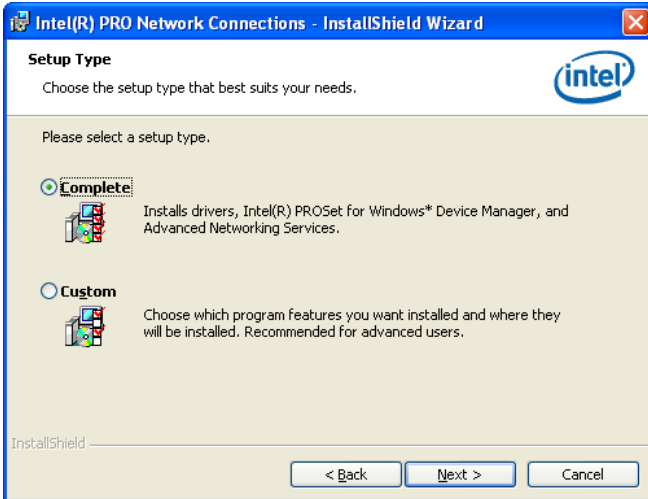 Intel(R) PRO Network Connections - InstallShield Wizard
Setup Type
Choose the setup type that best suits your needs.
intel
Please select a setup type.
Complete
Installs drivers, Intel(R) PROSet for Windows* Device Manager, and
Advanced Networking Services.
Custom
Choose which program features you want installed and where they
will be installed. Recommended for advanced users.
InstallShield
< Back
Next >
Cancel